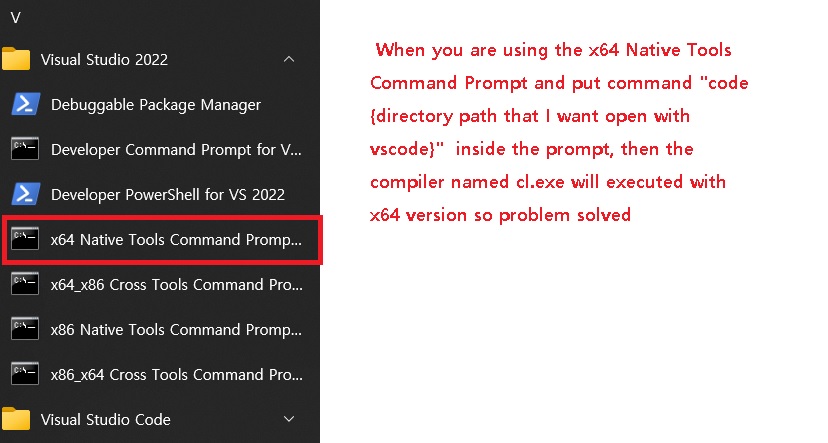 V
Visual Studio 2022
Debuggable Package Manager
Developer Command Prompt for V...
Developer PowerShell for VS 2022
x64 Native Tools Command Promp...
x64_x86 Cross Tools Command Pro...
x86 Native Tools Command Promp...
x86_x64 Cross Tools Command Pro...
Visual Studio Code
When you are using the x64 Native Tools
Command Prompt and put command "code
{directory path that I want open with
vscode}" inside the prompt, then the
compiler named cl.exe will executed with
x64 version so problem solved